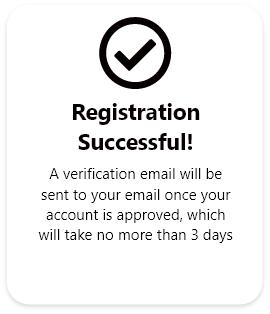 Registration
Successful!
A verification email will be
sent to your email once your
account is approved, which
will take no more than 3 days